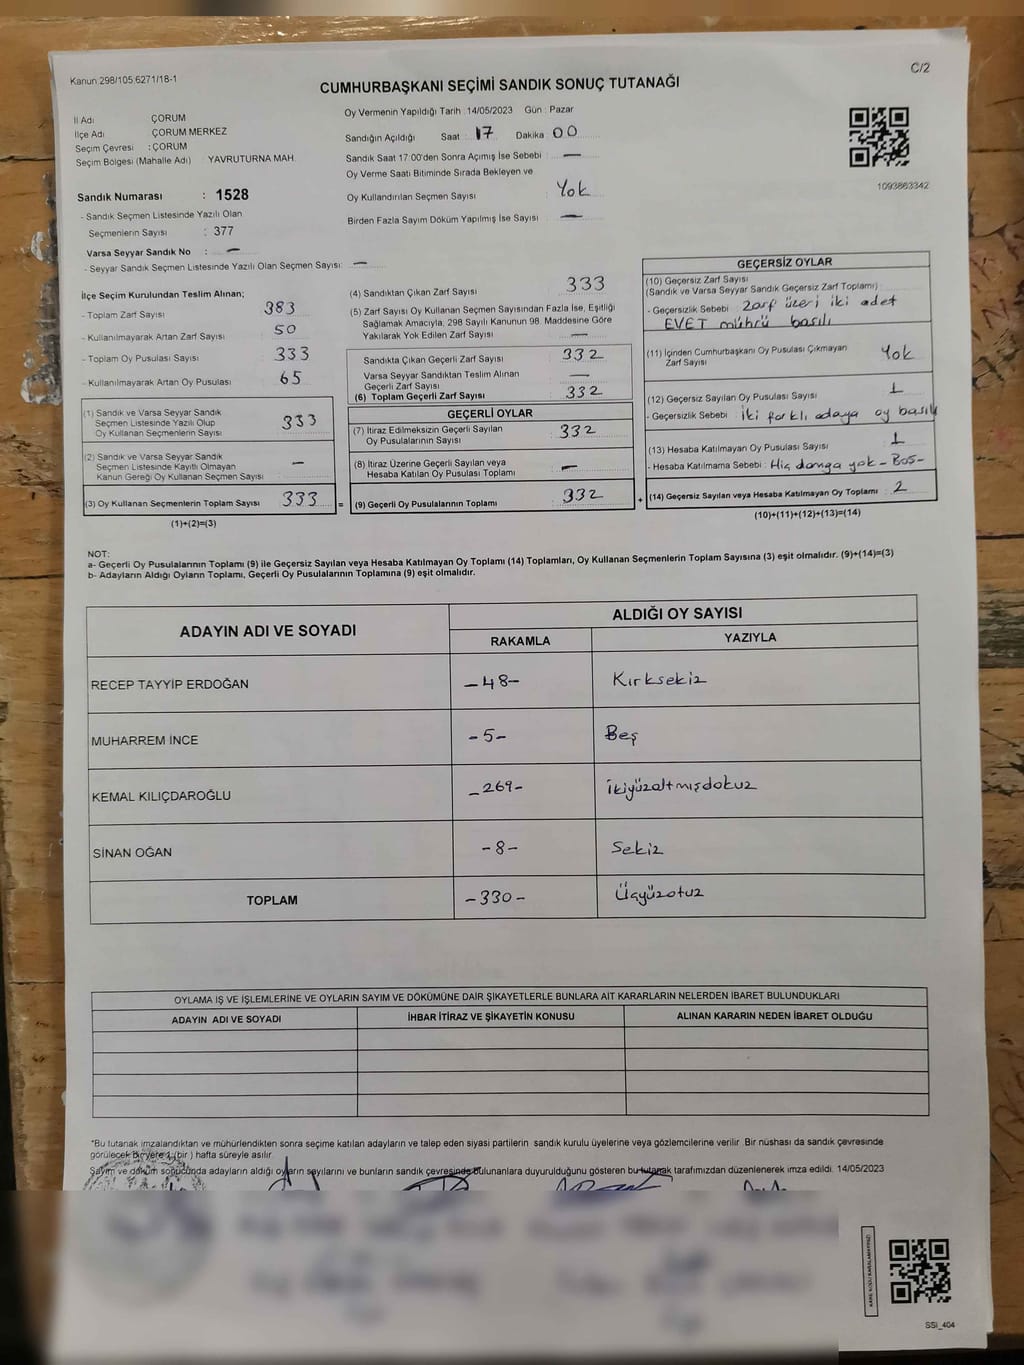 Kanun:298/105,6271/18-1
C/2
CUMHURBAŞKANI SEÇİMİ SANDIK SONUÇ TUTANAĞI
İl Adı ÇORUM
İlçe Adı ÇORUM MERKEZ
Seçim Çevresi : ÇORUM
Seçim Bölgesi (Mahalle Adı) YAVRUTURNA MAH.
Sandık Numarası : 1528
- Sandık Seçmen Listesinde Yazılı Olan
Seçmenlerin Sayısı : 377
Varsa Seyyar Sandık No : —
- Seyyar Sandık Seçmen Listesinde Yazılı Olan Seçmen Sayısı: —
Oy Vermenin Yapıldığı Tarih :14/05/2023 Gün : Pazar
Sandığın Açıldığı Saat : 17 Dakika 00
Sandık Saat 17:00'den Sonra Açımış İse Sebebi : —
Oy Verme Saati Bitiminde Sırada Bekleyen ve
Oy Kullandırılan Seçmen Sayısı : Yok
Birden Fazla Sayım Döküm Yapılmış İse Sayısı : —
1093863342
İlçe Seçim Kurulundan Teslim Alınan;
- Toplam Zarf Sayısı : 383
- Kullanılmayarak Artan Zarf Sayısı : 50
- Toplam Oy Pusulası Sayısı : 333
- Kullanılmayarak Artan Oy Pusulası : 65
(1) Sandık ve Varsa Seyyar Sandık
Seçmen Listesinde Yazılı Olup
Oy Kullanan Seçmenlerin Sayısı : 333
(2) Sandık ve Varsa Seyyar Sandık
Seçmen Listesinde Kayıtlı Olmayan
Kanun Gereği Oy Kullanan Seçmen Sayısı : —
(3) Oy Kullanan Seçmenlerin Toplam Sayısı : 333 =
(1)+(2)=(3)
(4) Sandıktan Çıkan Zarf Sayısı : 333
(5) Zarf Sayısı Oy Kullanan Seçmen Sayısından Fazla İse, Eşitliği
Sağlamak Amacıyla, 298 Sayılı Kanunun 98. Maddesine Göre
Yakılarak Yok Edilen Zarf Sayısı : —
Sandıkta Çıkan Geçerli Zarf Sayısı : 332
Varsa Seyyar Sandıktan Teslim Alınan
Geçerli Zarf Sayısı : —
(6) Toplam Geçerli Zarf Sayısı : 332
GEÇERLİ OYLAR
(7) İtiraz Edilmeksizin Geçerli Sayılan
Oy Pusulalarının Sayısı : 332
(8) İtiraz Üzerine Geçerli Sayılan veya
Hesaba Katılan Oy Pusulası Toplamı : —
(9) Geçerli Oy Pusulalarının Toplamı : 332 +
GEÇERSİZ OYLAR
(10) Geçersiz Zarf Sayısı
(Sandık ve Varsa Seyyar Sandık Geçersiz Zarf Toplamı) :
- Geçersizlik Sebebi : Zarf üzeri iki adet
EVET mührü basılı
(11) İçinden Cumhurbaşkanı Oy Pusulası Çıkmayan
Zarf Sayısı : Yok
(12) Geçersiz Sayılan Oy Pusulası Sayısı : 1
- Geçersizlik Sebebi : iki farklı adaya oy basılı
(13) Hesaba Katılmayan Oy Pusulası Sayısı : 1
- Hesaba Katılmama Sebebi : Hiç damga yok-Boş-
(14) Geçersiz Sayılan veya Hesaba Katılmayan Oy Toplamı : 2
(10)+(11)+(12)+(13)=(14)
NOT:
a- Geçerli Oy Pusulalarının Toplamı (9) ile Geçersiz Sayılan veya Hesaba Katılmayan Oy Toplamı (14) Toplamları, Oy Kullanan Seçmenlerin Toplam Sayısına (3) eşit olmalıdır. (9)+(14)=(3)
b- Adayların Aldığı Oyların Toplamı, Geçerli Oy Pusulalarının Toplamına (9) eşit olmalıdır.
ADAYIN ADI VE SOYADI ALDIĞI OY SAYISI
RAKAMLA YAZIYLA
RECEP TAYYİP ERDOĞAN -48- Kırksekiz
MUHARREM İNCE -5- Beş
KEMAL KILIÇDAROĞLU -269- ikiyüzaltmışdokuz
SİNAN OĞAN -8- Sekiz
TOPLAM -330- Üçyüzotuz
OYLAMA İŞ VE İŞLEMLERİNE VE OYLARIN SAYIM VE DÖKÜMÜNE DAİR ŞİKAYETLERLE BUNLARA AİT KARARLARIN NELERDEN İBARET BULUNDUKLARI
ADAYIN ADI VE SOYADI İHBAR İTİRAZ VE ŞİKAYETİN KONUSU ALINAN KARARIN NEDEN İBARET OLDUĞU
*Bu tutanak imzalandıktan ve mühürlendikten sonra seçime katılan adayların ve talep eden siyasi partilerin sandık kurulu üyelerine veya gözlemcilerine verilir. Bir nüshası da sandık çevresinde
görülecek bir yere 1 (bir ) hafta süreyle asılır.
Sayım ve döküm sonucunda adayların aldığı oyların sayılarını ve bunların sandık çevresinde bulunanlara duyurulduğunu gösteren bu tutanak tarafımızdan düzenlenerek imza edildi. 14/05/2023
SSİ_404